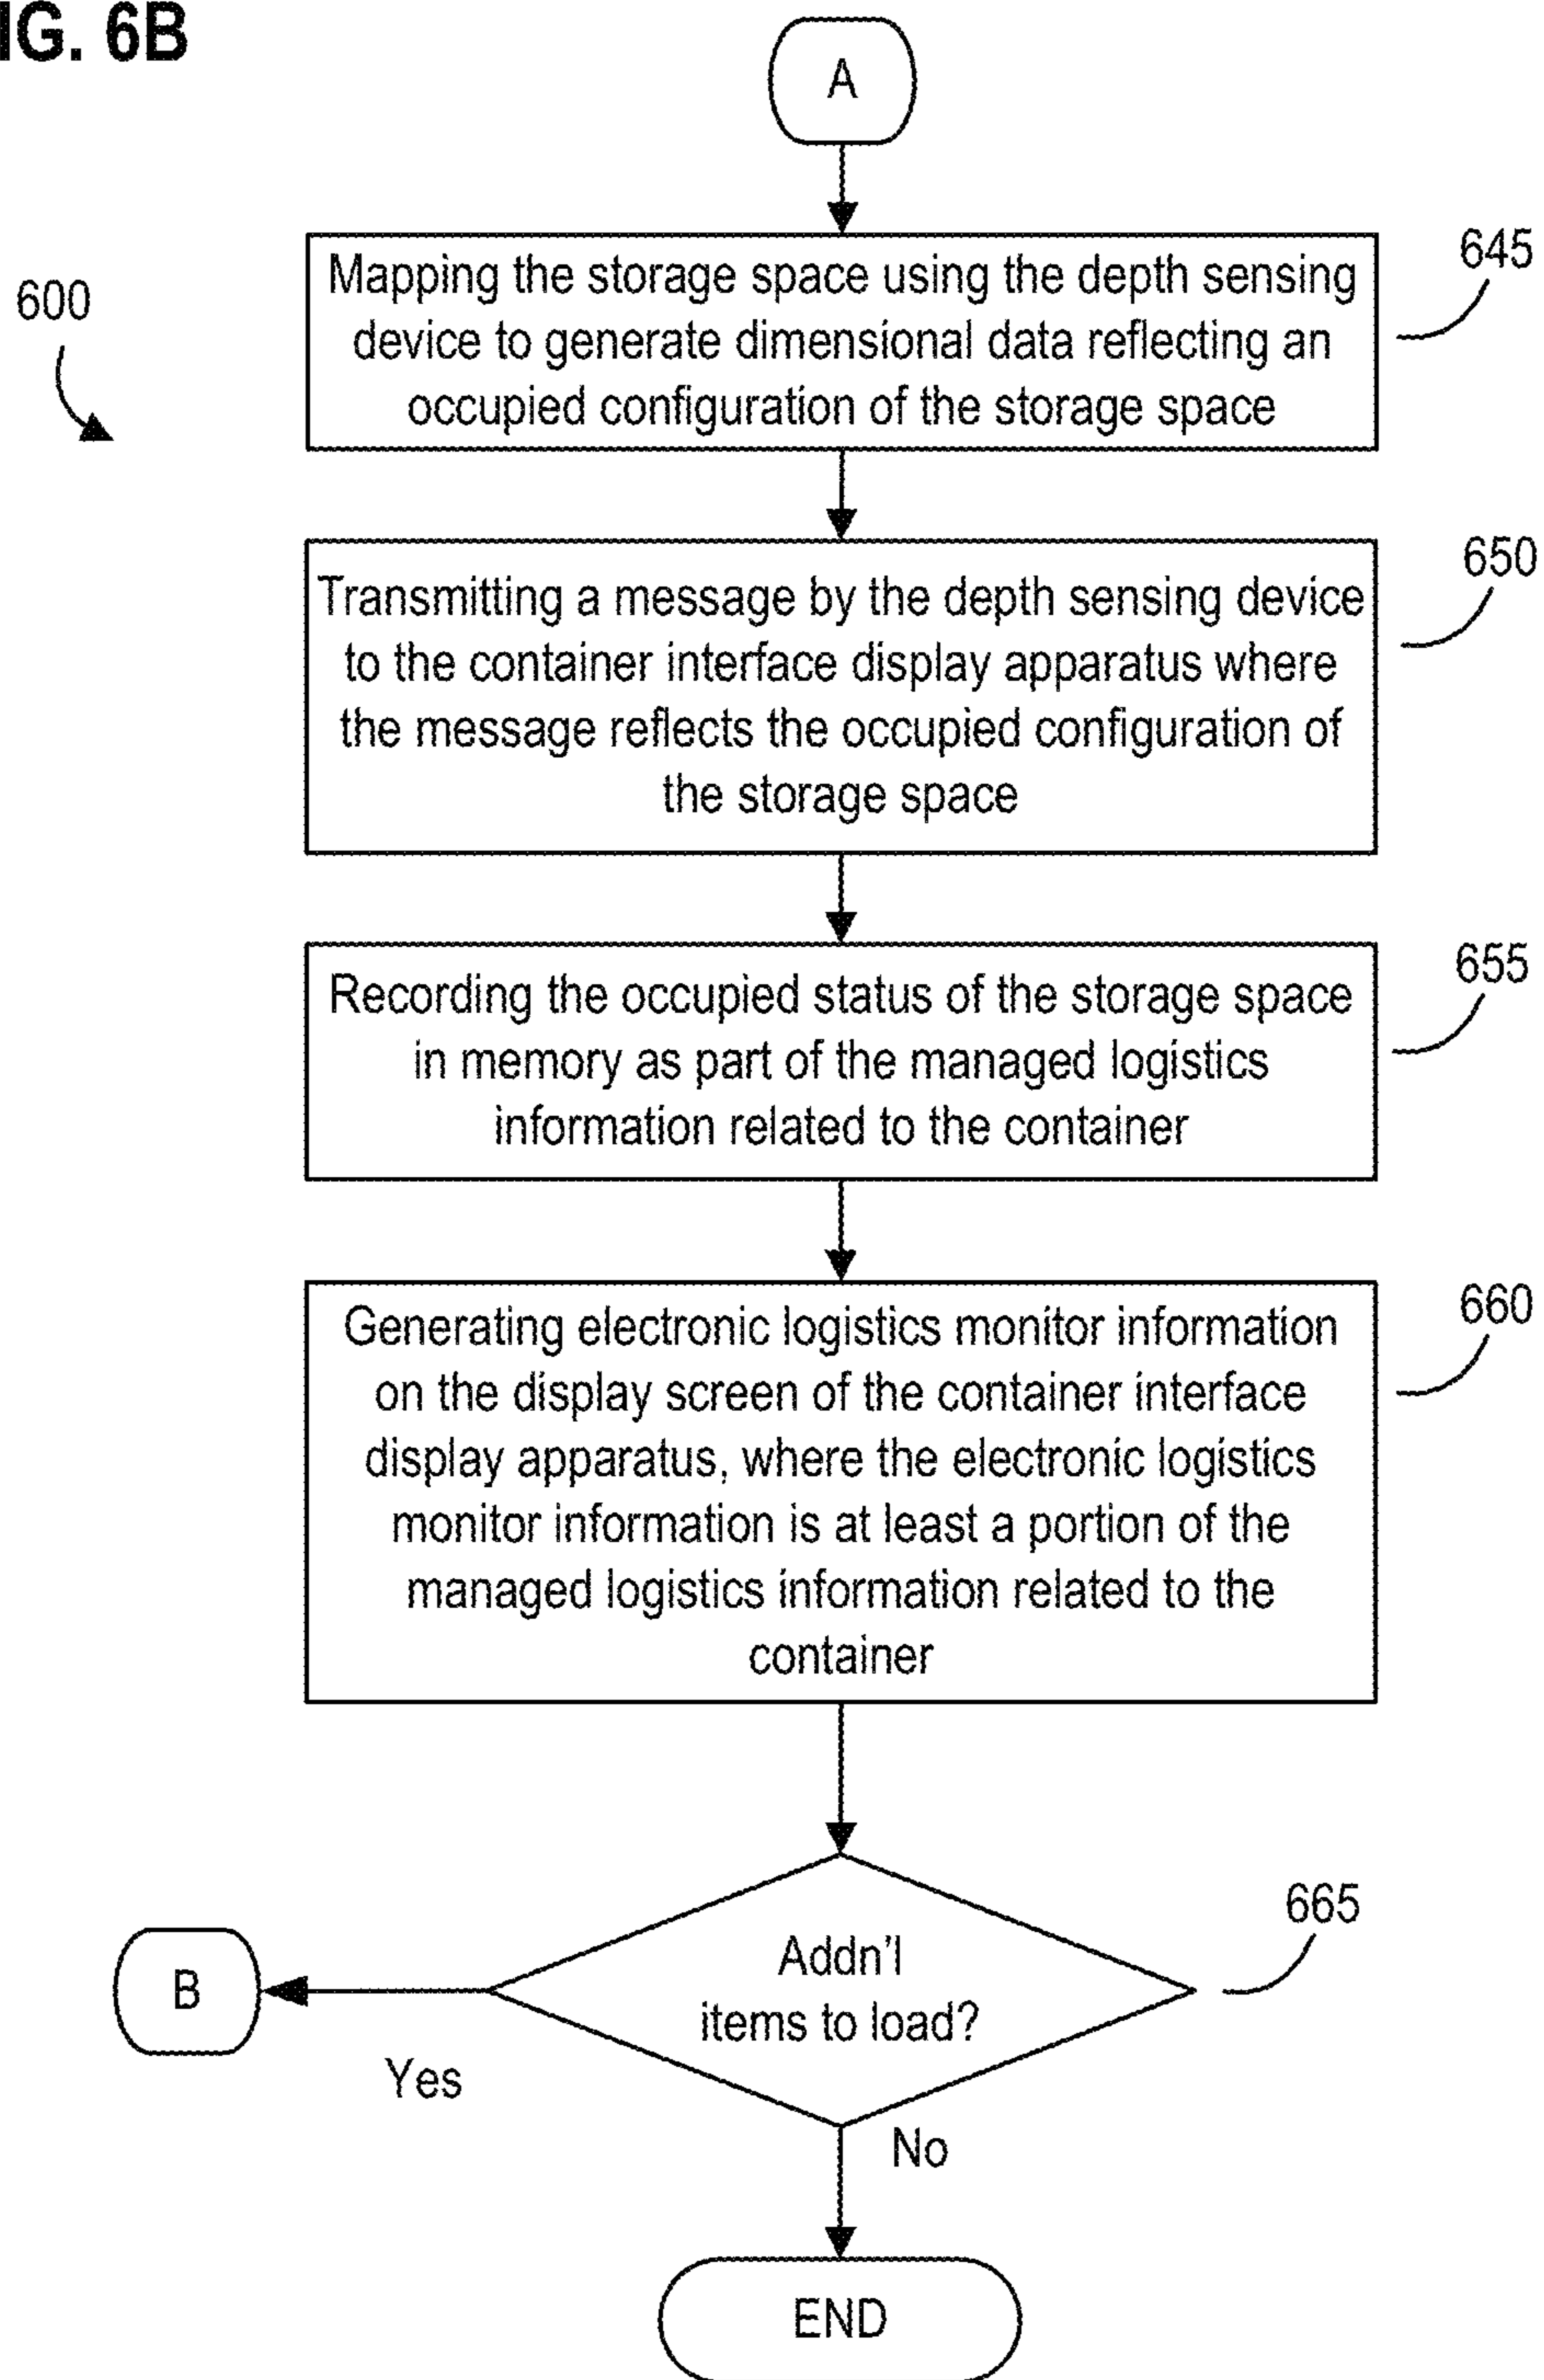 IG. 6B
A
600
645
Mapping the storage space using the depth sensing
device to generate dimensional data reflecting an
occupied configuration of the storage space
650
Transmitting a message by the depth sensing device
to the container interface display apparatus where
the message reflects the occupied configuration of
the storage space
655
Recording the occupied status of the storage space
in memory as part of the managed logistics
information related to the container
660
Generating electronic logistics monitor information
on the display screen of the container interface
display apparatus, where the electronic logistics
monitor information is at least a portion of the
managed logistics information related to the
container
665
Addn'l
items to load?
B
Yes
No
END